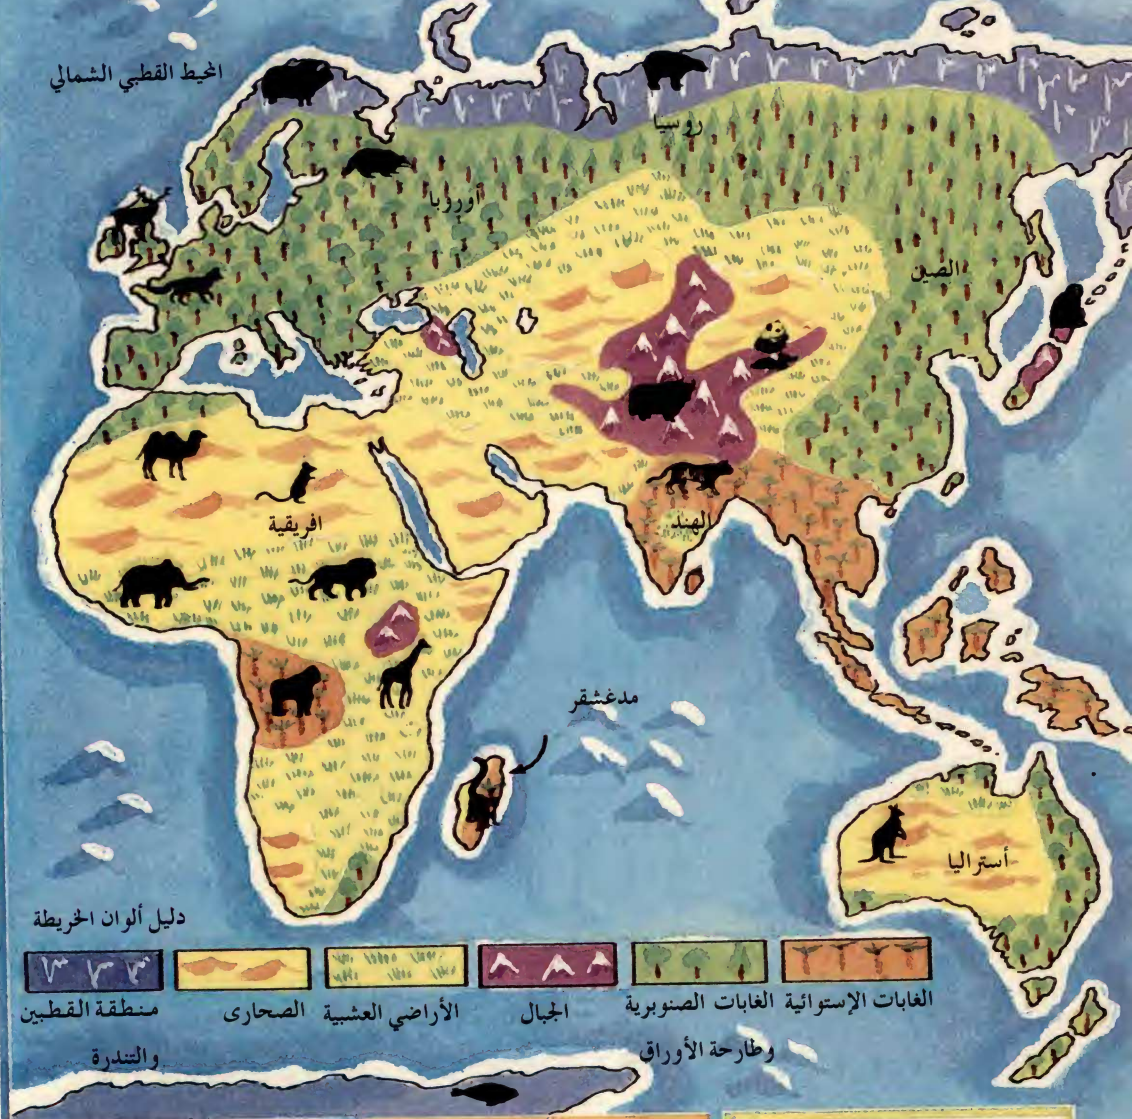 المحيط القطبي الشمالي
روسيا
اوروبا
الصين
افريقية
الهند
مدغشقر
أستراليا
دليل ألوان الخريطة
الغابات الإستوائية
الغابات الصنوبرية
وطارحة الأوراق
الجبال
الأراضي العشبية
الصحارى
منطقة القطبين
والتندرة